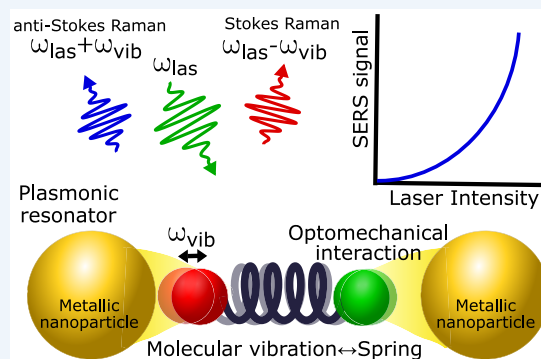 anti-Stokes Raman
ωlas+ωvib
ωlas
Stokes Raman
ωlas-ωvib
SERS signal
Laser Intensity
Plasmonic
resonator
ωvib
Optomechanical
interaction
Metallic
nanoparticle
Metallic
nanoparticle
Molecular vibration↔Spring